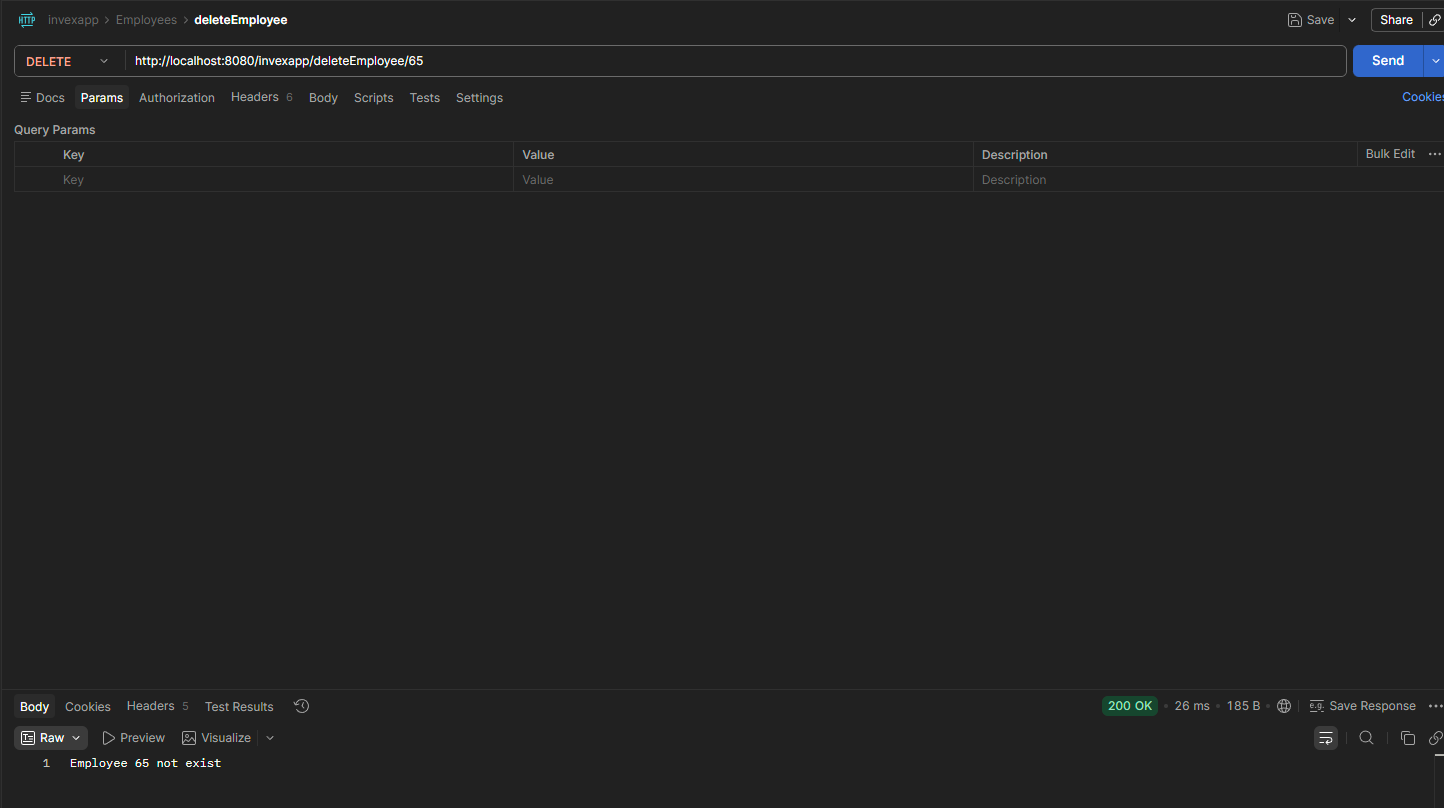 HTTP invexapp > Employees > deleteEmployee Save Share
DELETE http://localhost:8080/invexapp/deleteEmployee/65 Send
Docs Params Authorization Headers 6 Body Scripts Tests Settings Cookies
Query Params
Key Value Description Bulk Edit ...
Key Value Description
Body Cookies Headers 5 Test Results 200 OK • 26 ms • 185 B • e.g. Save Response ...
Raw Preview Visualize
1 Employee 65 not exist